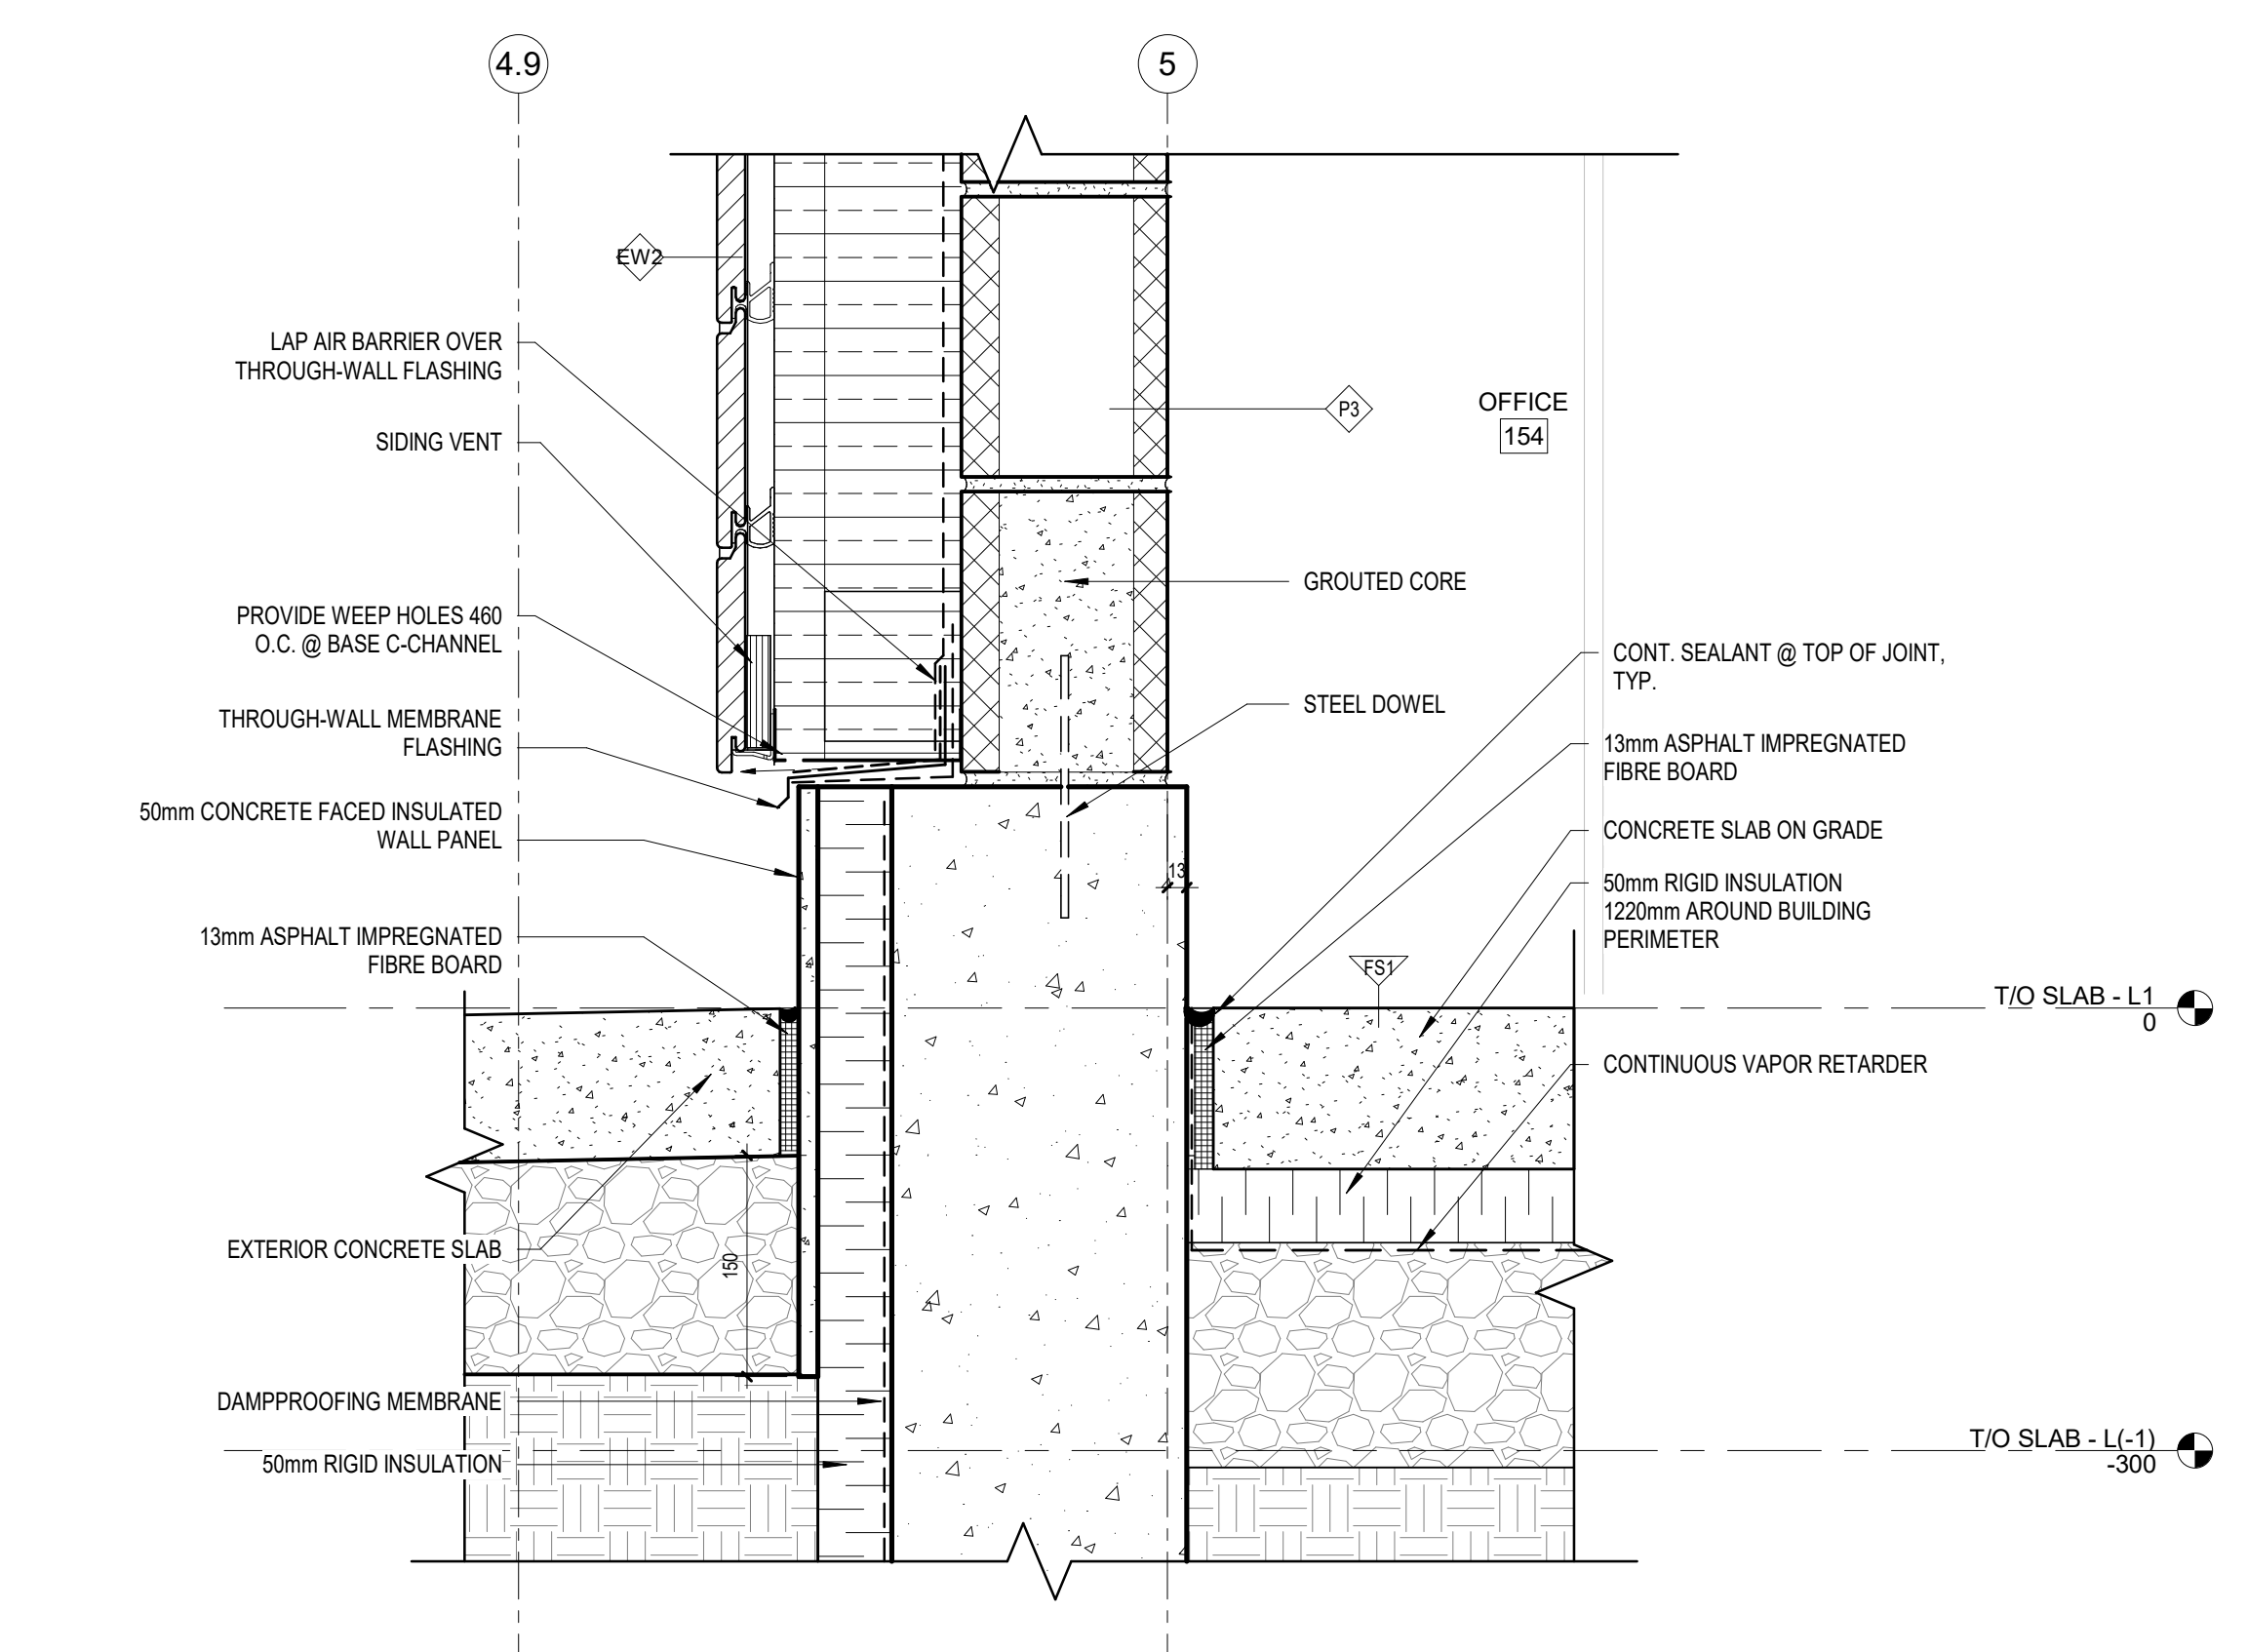 4.9
5
EW2
LAP AIR BARRIER OVER
THROUGH-WALL FLASHING
SIDING VENT
PROVIDE WEEP HOLES 460
O.C. @ BASE C-CHANNEL
THROUGH-WALL MEMBRANE
FLASHING
50mm CONCRETE FACED INSULATED
WALL PANEL
13mm ASPHALT IMPREGNATED
FIBRE BOARD
EXTERIOR CONCRETE SLAB
150
DAMPPROOFING MEMBRANE
50mm RIGID INSULATION
P3
OFFICE
154
GROUTED CORE
STEEL DOWEL
13
FS1
CONT. SEALANT @ TOP OF JOINT,
TYP.
13mm ASPHALT IMPREGNATED
FIBRE BOARD
CONCRETE SLAB ON GRADE
50mm RIGID INSULATION
1220mm AROUND BUILDING
PERIMETER
CONTINUOUS VAPOR RETARDER
T/O SLAB - L1
0
T/O SLAB - L(-1)
-300